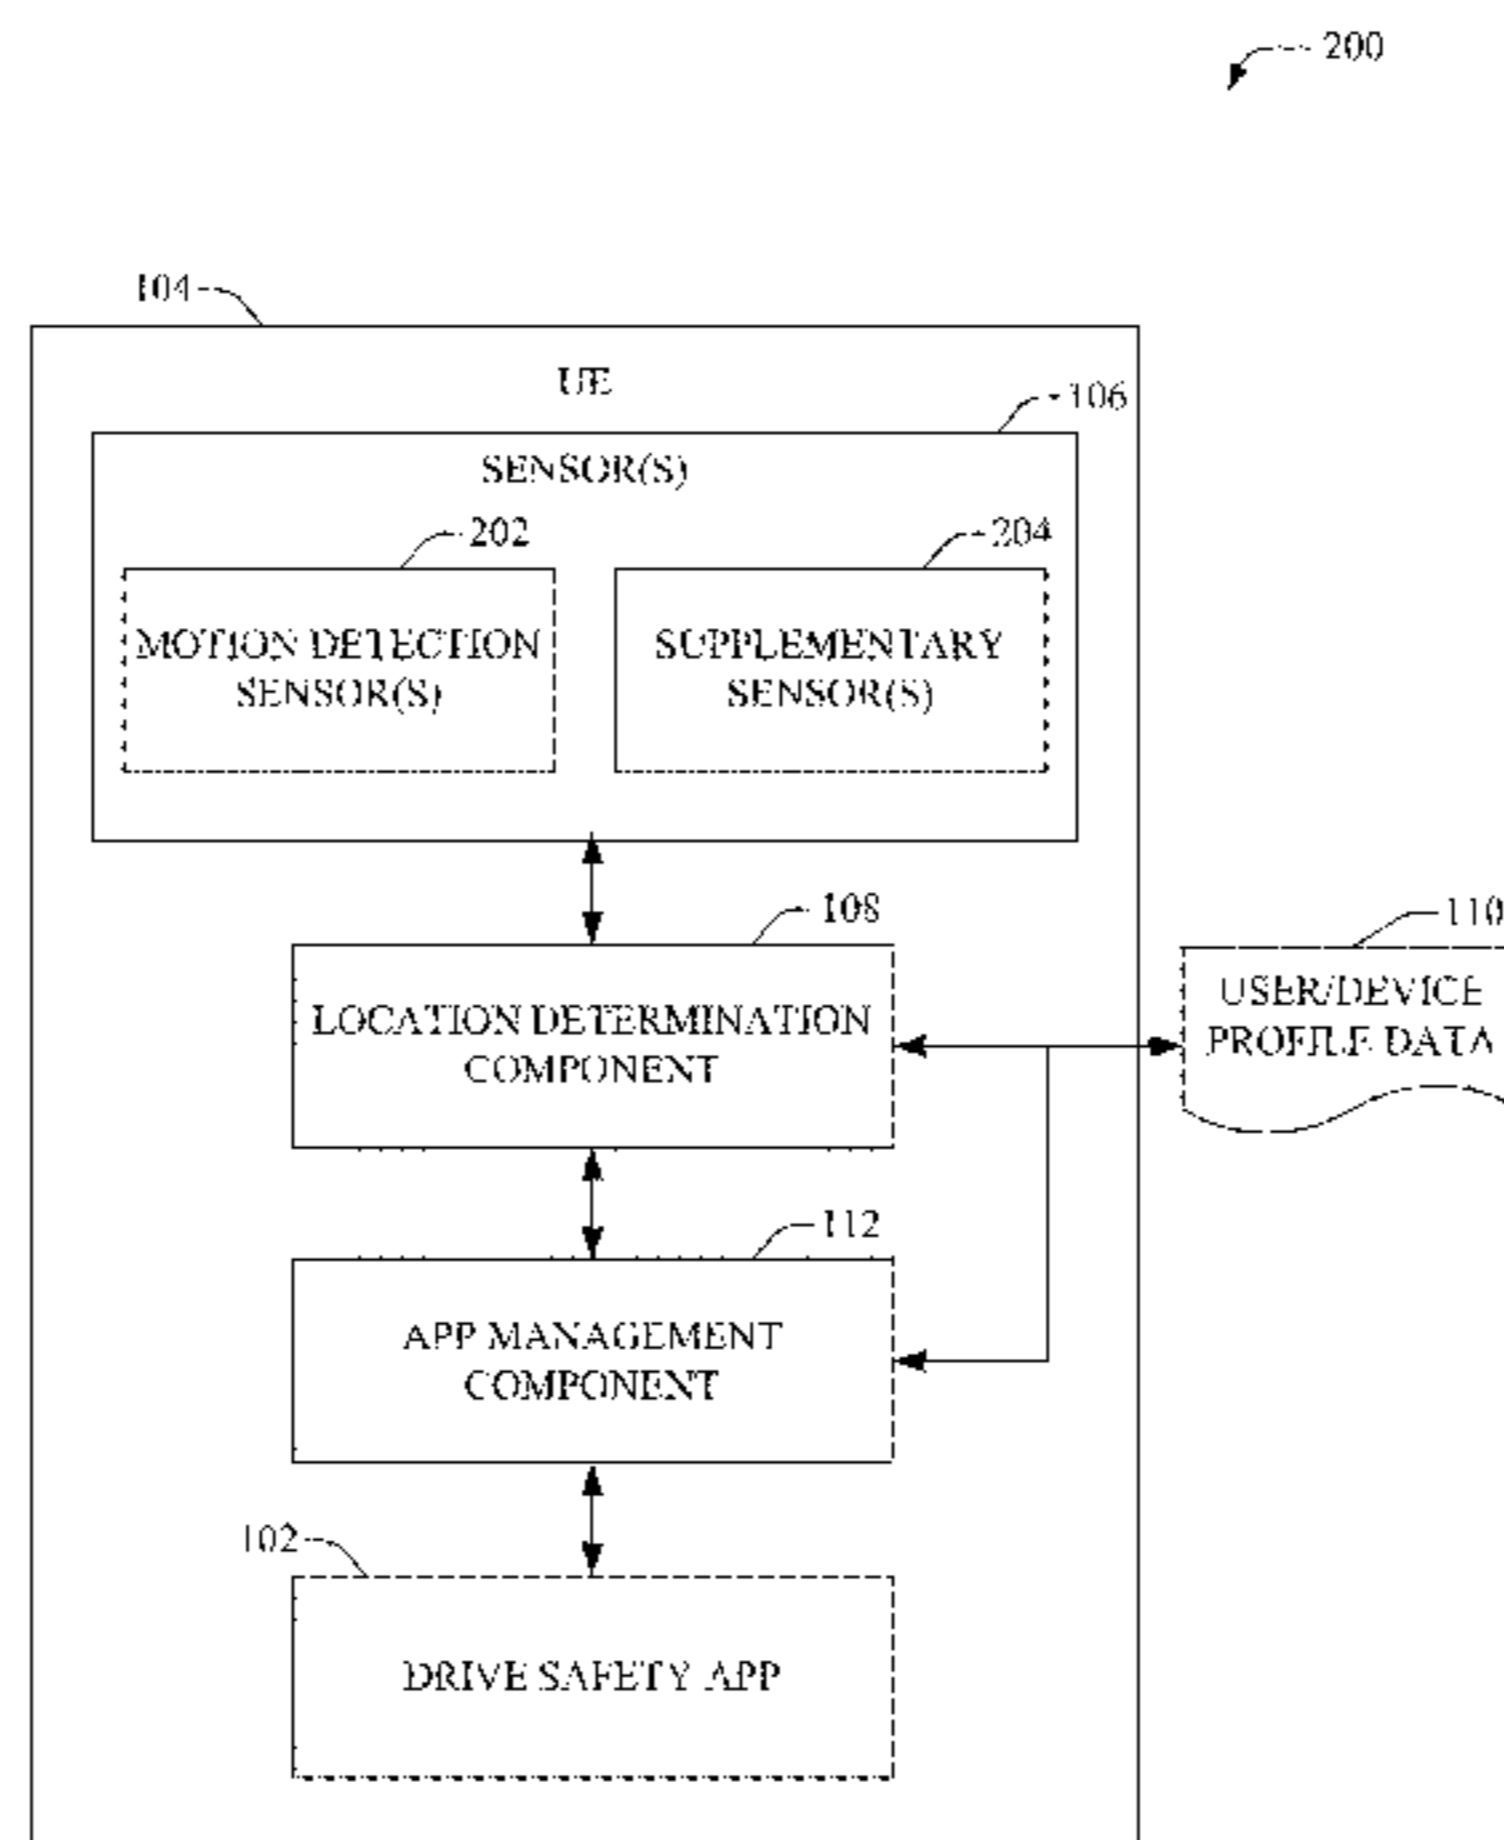 200
104
UE
106
SENSOR(S)
202
204
MOTION DETECTION
SENSOR(S)
SUPPLEMENTARY
SENSOR(S)
108
110
LOCATION DETERMINATION
COMPONENT
USER/DEVICE
PROFILE DATA
112
APP MANAGEMENT
COMPONENT
102
DRIVE SAFETY APP